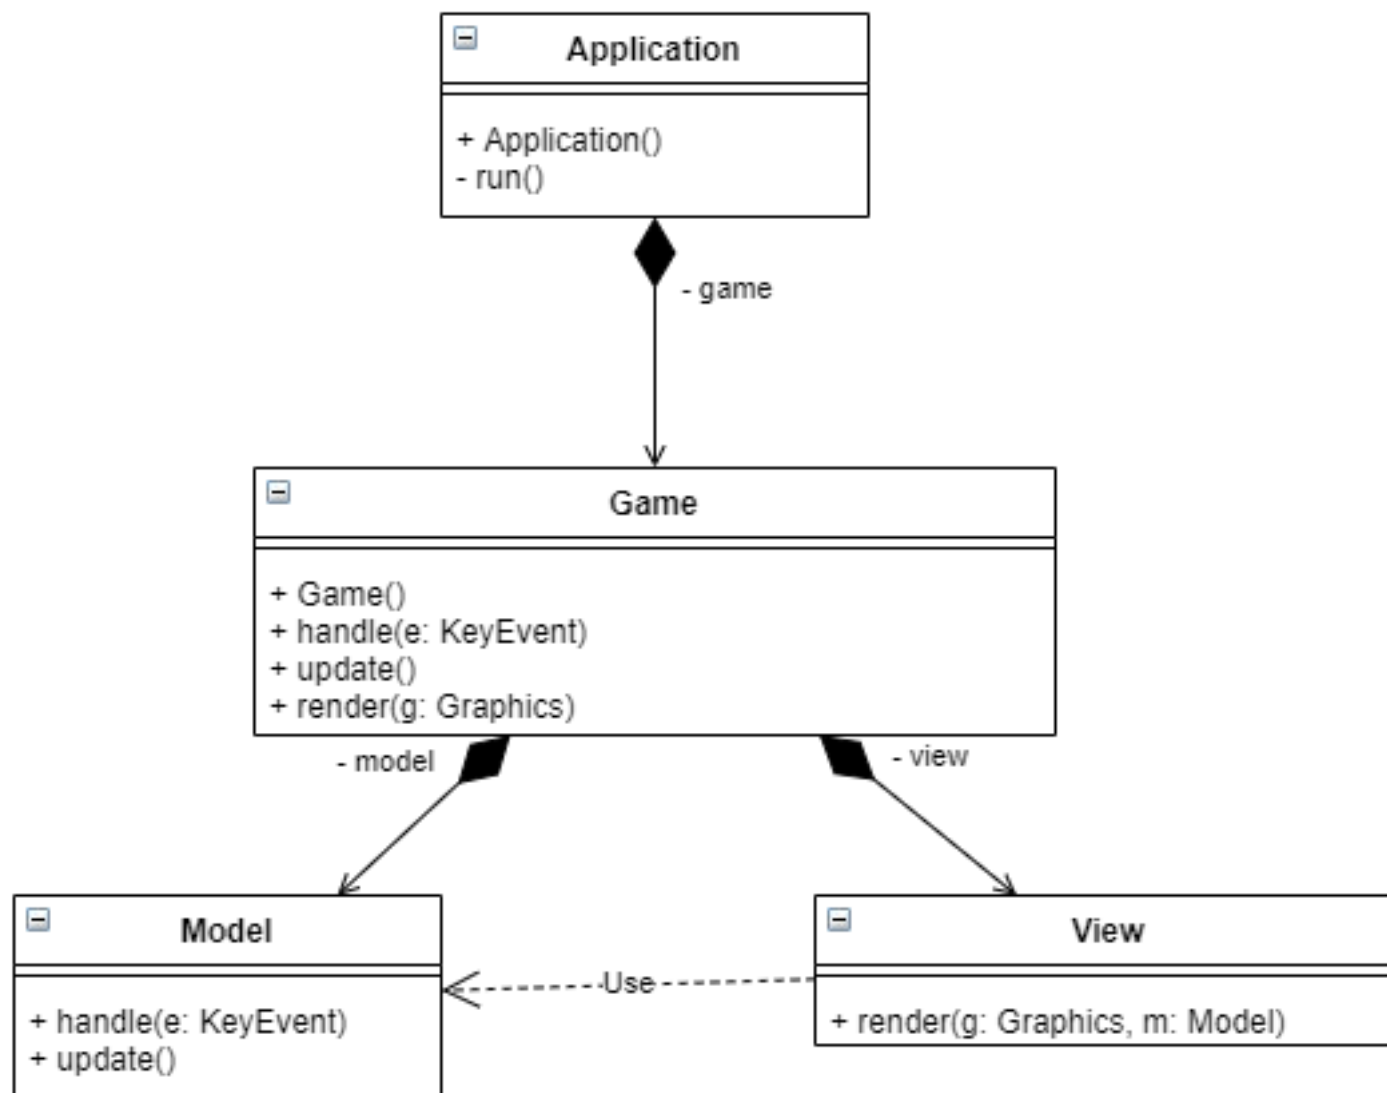 Application
+ Application()
- run()
- game
Game
+ Game()
+ handle(e: KeyEvent)
+ update()
+ render(g: Graphics)
- model
- view
Model
+ handle(e: KeyEvent)
+ update()
Use
View
+ render(g: Graphics, m: Model)